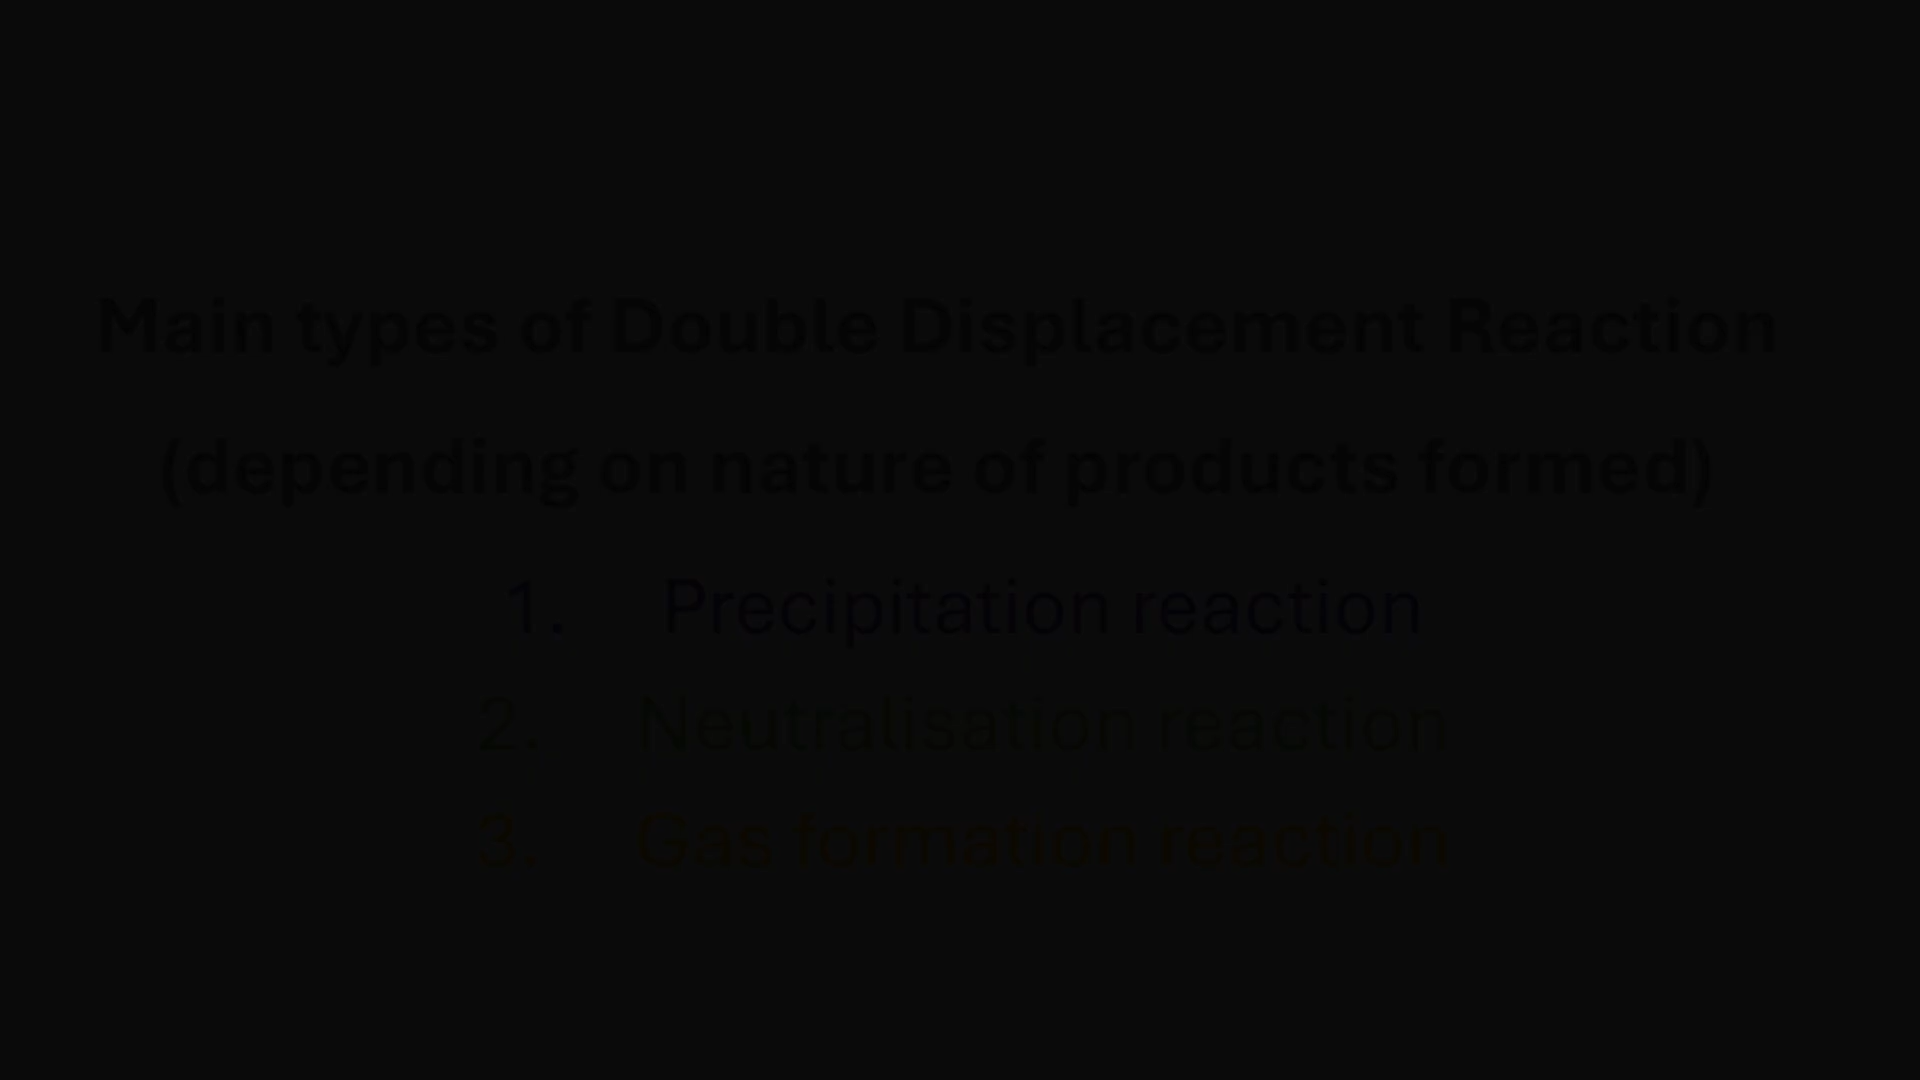 Main types of Double Displacement Reaction
(depending on nature of products formed)
1. Precipitation reaction
2. Neutralisation reaction
3. Gas formation reaction